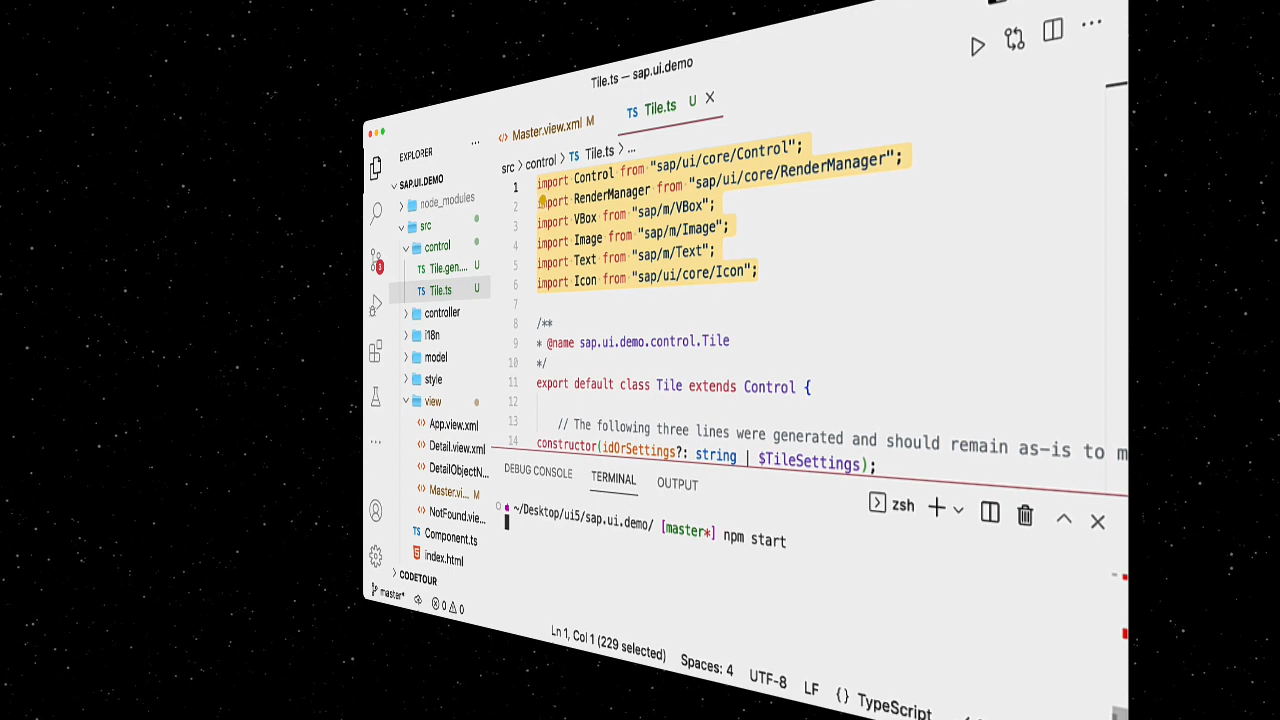 Tile.ts — sap.ui.demo
EXPLORER
SAP.UI.DEMO
node_modules
src
control
Tile.gen.... U
TS Tile.ts U
controller
i18n
model
style
view
App.view.xml
Detail.view.xml
DetailObjectN...
Master.vi... M
NotFound.vie...
TS Component.ts
index.html
CODETOUR
Master.view.xml M
TS Tile.ts U
src > control > TS Tile.ts > ...
1 import Control from "sap/ui/core/Control";
2 import RenderManager from "sap/ui/core/RenderManager";
3 import VBox from "sap/m/VBox";
4 import Image from "sap/m/Image";
5 import Text from "sap/m/Text";
6 import Icon from "sap/ui/core/Icon";
7
8 /**
9 * @name sap.ui.demo.control.Tile
10 */
11 export default class Tile extends Control {
12
13 // The following three lines were generated and should remain as-is to m
14 constructor(idOrSettings?: string | $TileSettings);
DEBUG CONSOLE TERMINAL OUTPUT
zsh
~/Desktop/ui5/sap.ui.demo/ [master*] npm start
master* 0 0
Ln 1, Col 1 (229 selected) Spaces: 4 UTF-8 LF {} TypeScript